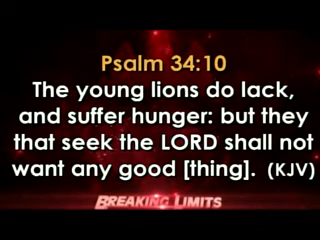 Psalm 34:10
The young lions do lack,
and suffer hunger: but they
that seek the LORD shall not
want any good [thing]. (KJV)
BREAKING LIMITS